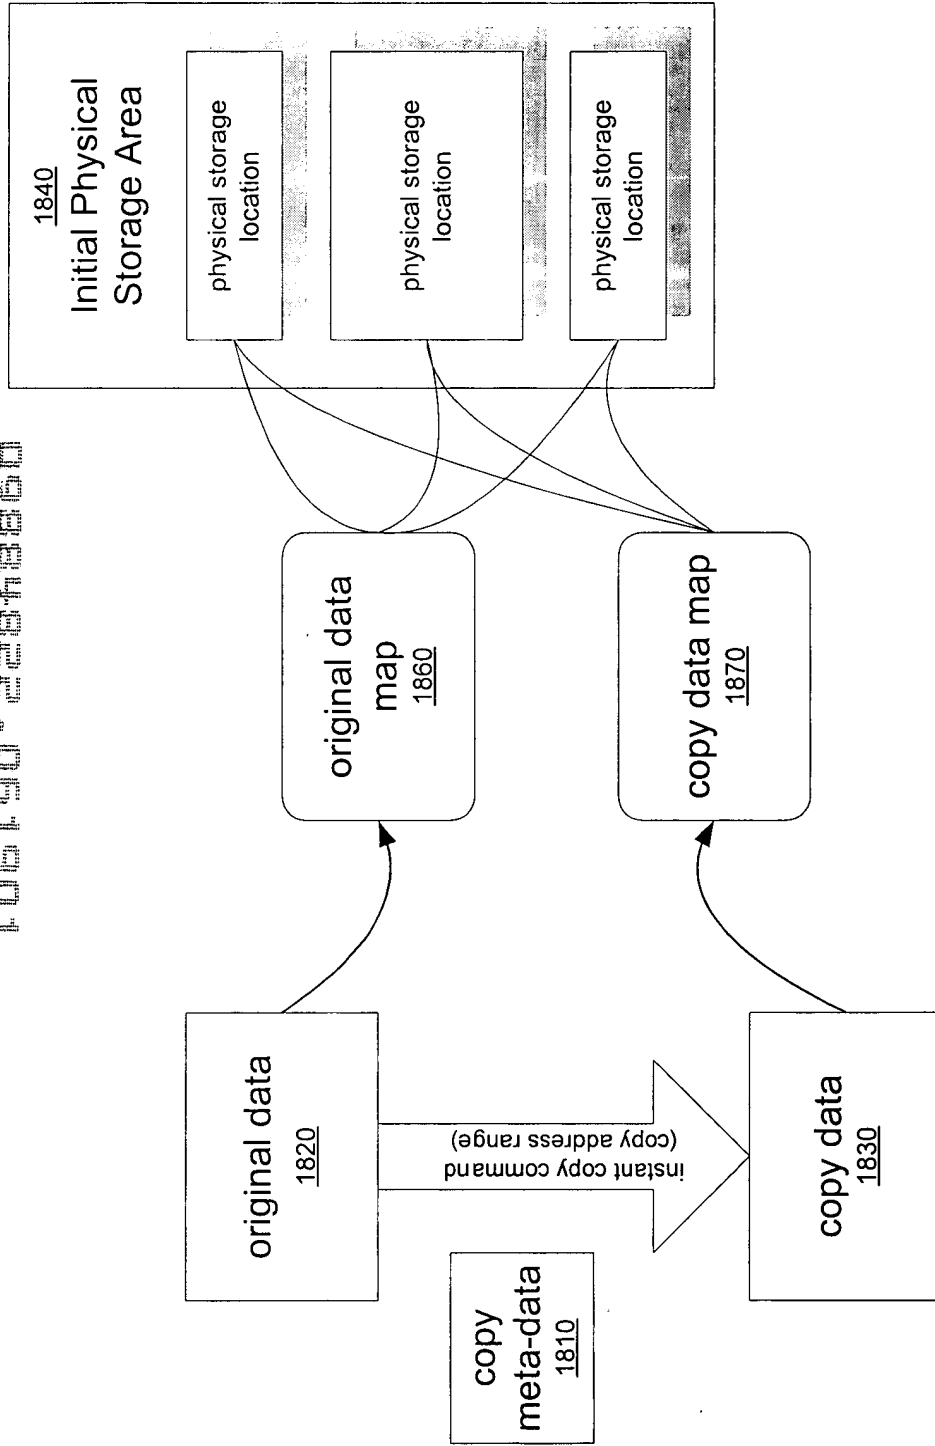 1840
Initial Physical
Storage Area
physical storage
location
physical storage
location
physical storage
location
original data
map
1860
copy data map
1870
original data
1820
instant copy command
(copy address range)
copy
meta-data
1810
copy data
1830